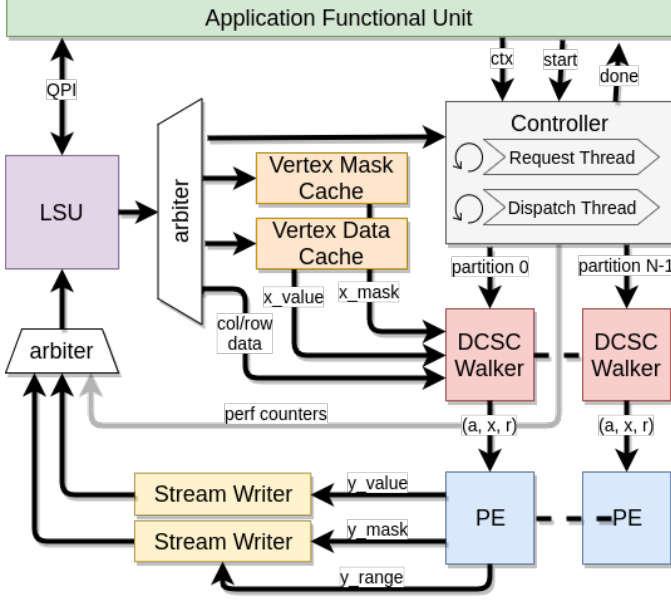 Application Functional Unit
QPI
ctx
start
done
Controller
Request Thread
Dispatch Thread
LSU
arbiter
Vertex Mask
Cache
Vertex Data
Cache
x_value
x_mask
col/row
data
partition 0
partition N-1
DCSC
Walker
DCSC
Walker
arbiter
perf counters
(a, x, r)
(a, x, r)
Stream Writer
y_value
PE
PE
Stream Writer
y_mask
y_range